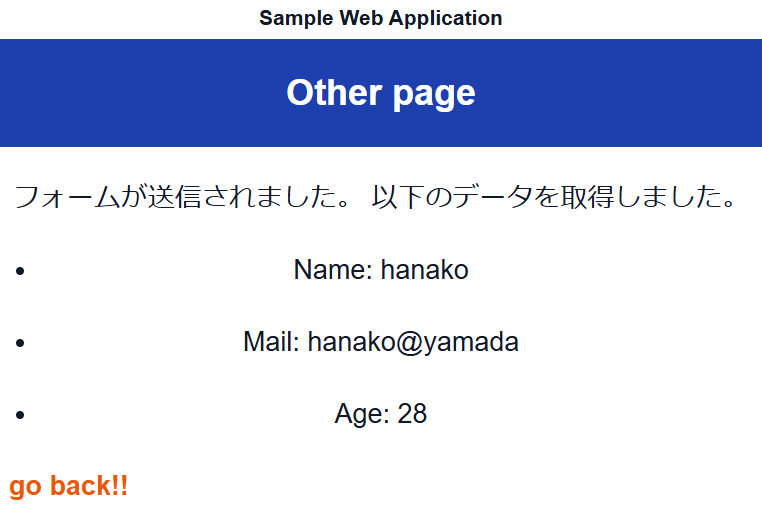 Sample Web Application
Other page
フォームが送信されました。 以下のデータを取得しました。
Name: hanako
Mail: hanako@yamada
Age: 28
go back!!